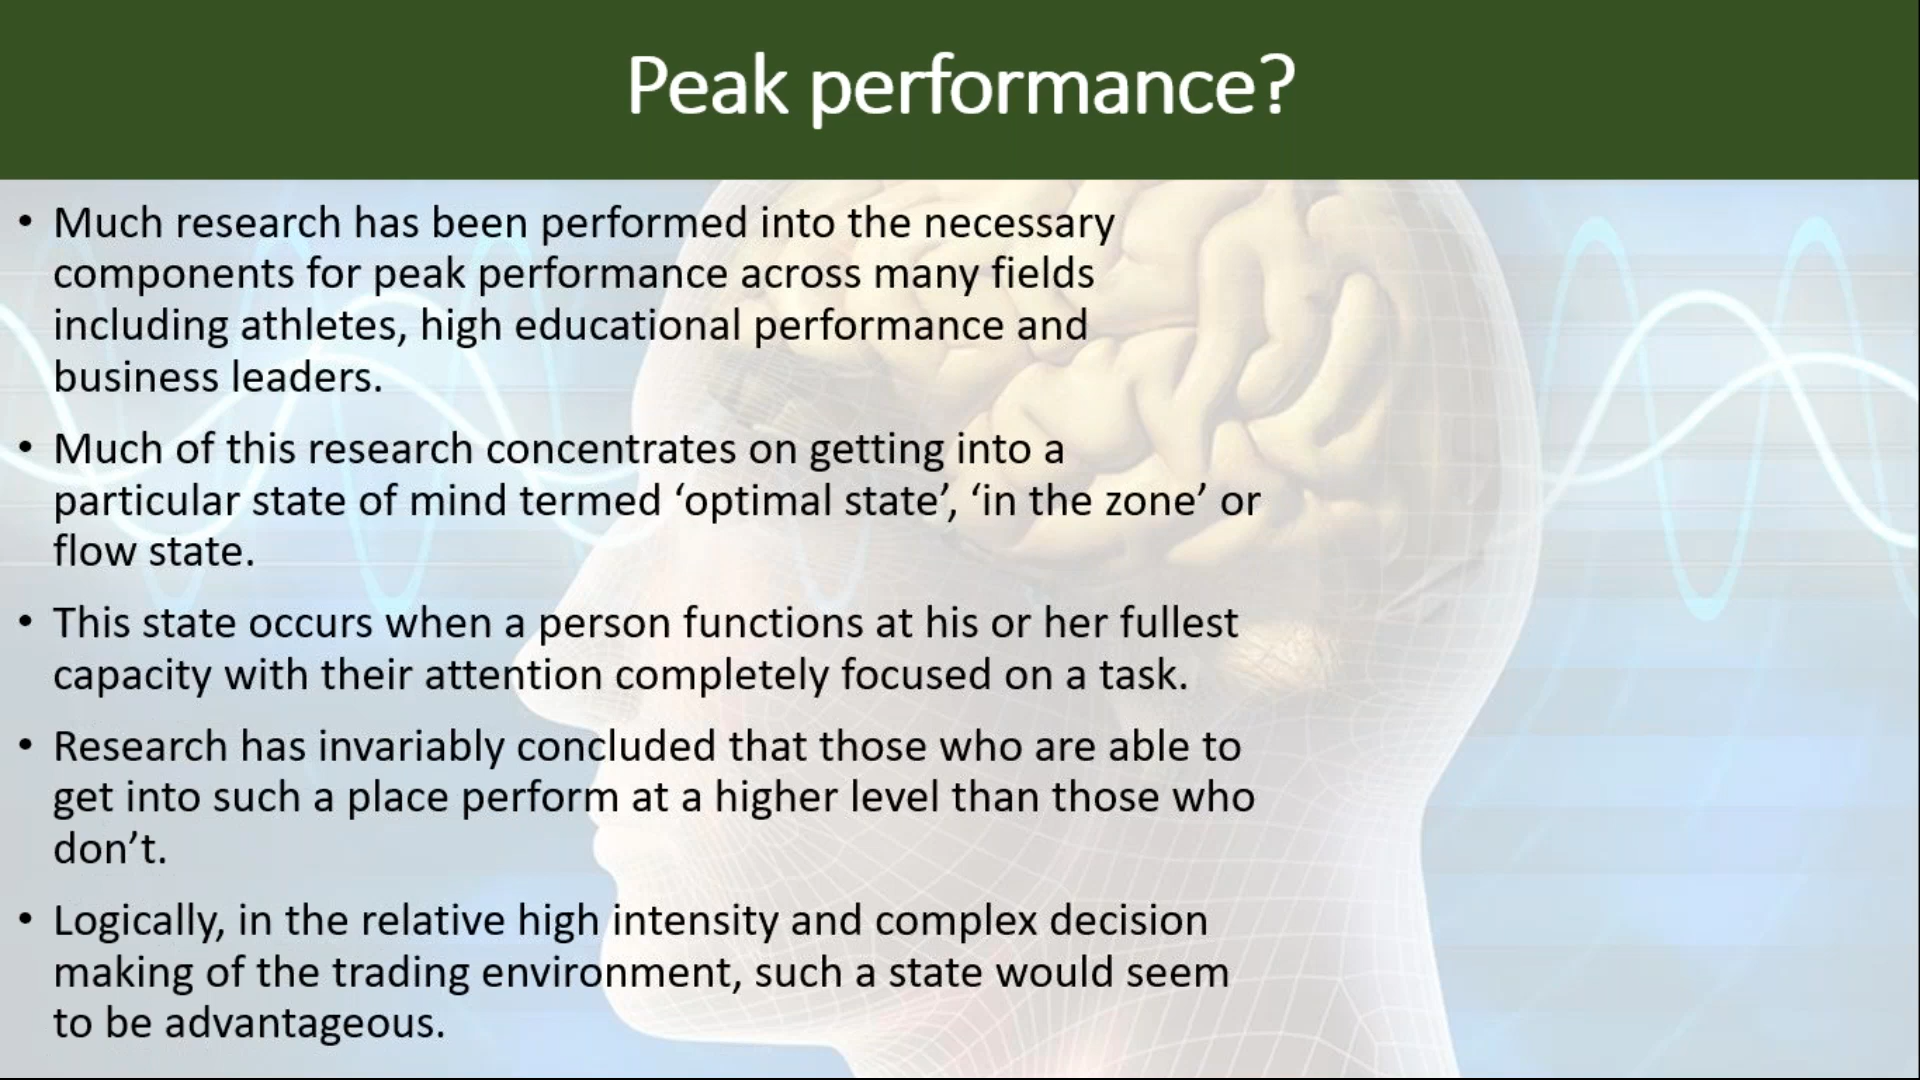 Peak performance?
• Much research has been performed into the necessary
components for peak performance across many fields
including athletes, high educational performance and
business leaders.
• Much of this research concentrates on getting into a
particular state of mind termed ‘optimal state’, ‘in the zone’ or
flow state.
• This state occurs when a person functions at his or her fullest
capacity with their attention completely focused on a task.
• Research has invariably concluded that those who are able to
get into such a place perform at a higher level than those who
don’t.
• Logically, in the relative high intensity and complex decision
making of the trading environment, such a state would seem
to be advantageous.